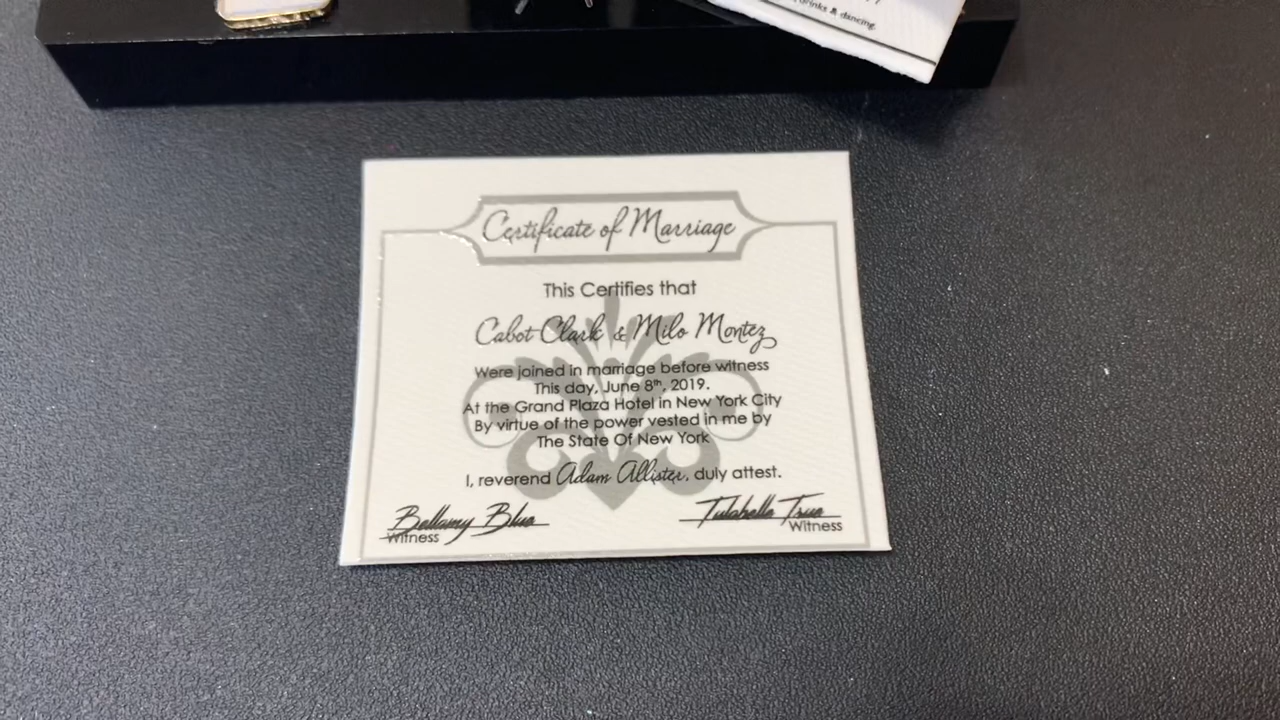 drinks & dancing.
Certificate of Marriage
This Certifies that
Cabot Clark & Milo Montez
Were joined in marriage before witness
This day, June 8th, 2019.
At the Grand Plaza Hotel in New York City
By virtue of the power vested in me by
The State Of New York
I, reverend Adam Allister, duly attest.
Bellamy Blue
Witness
Tulabelle True
Witness